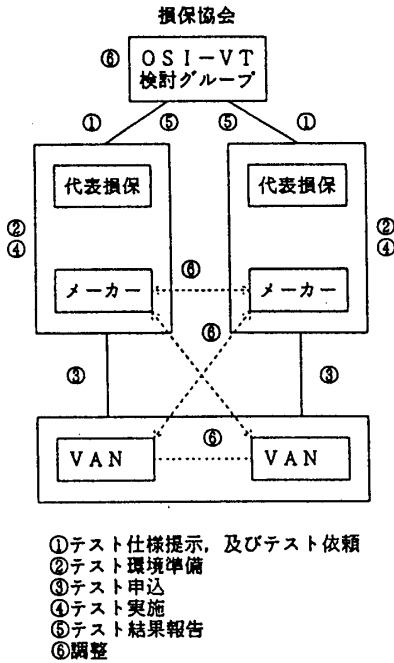 損保協会
⑥ OSI-VT
検討グループ
① ⑤ ⑤ ①
代表損保 代表損保
② ②
④ ④
⑥
メーカー メーカー
⑥
③ ③
⑥
VAN VAN
①テスト仕様提示,及びテスト依頼
②テスト環境準備
③テスト申込
④テスト実施
⑤テスト結果報告
⑥調整